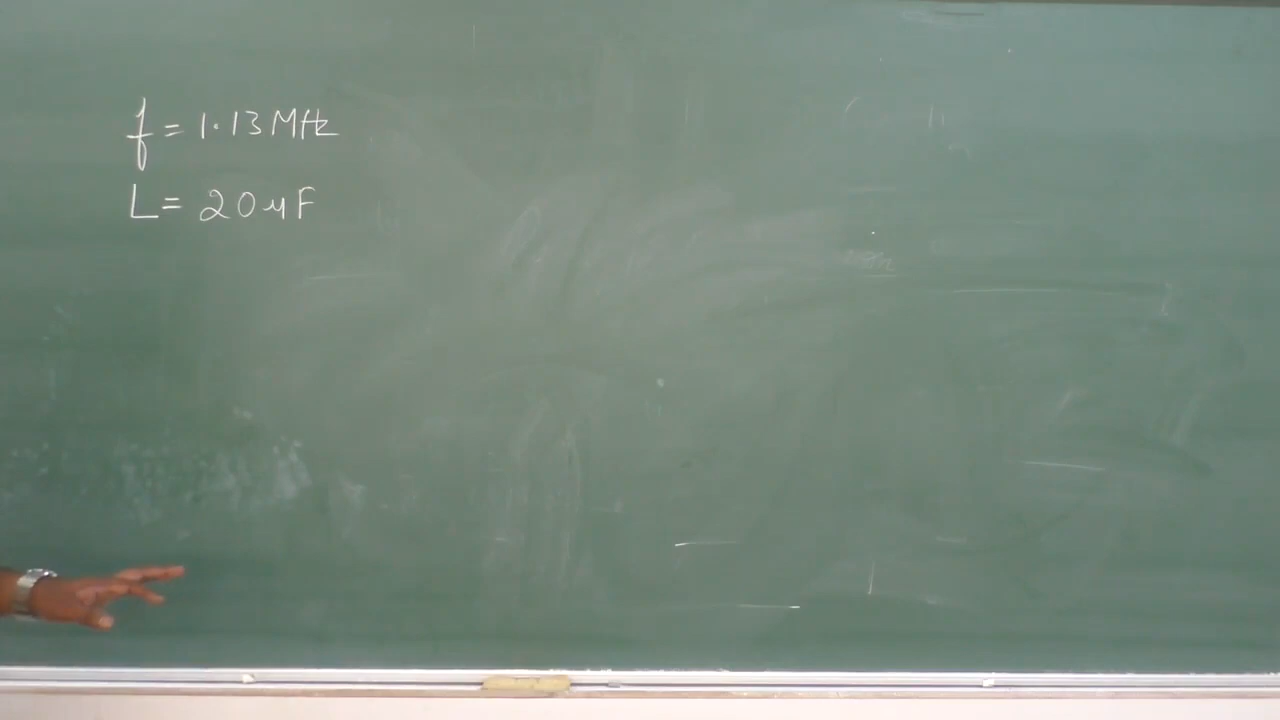 f = 1.13 MHz
L = 20 μF